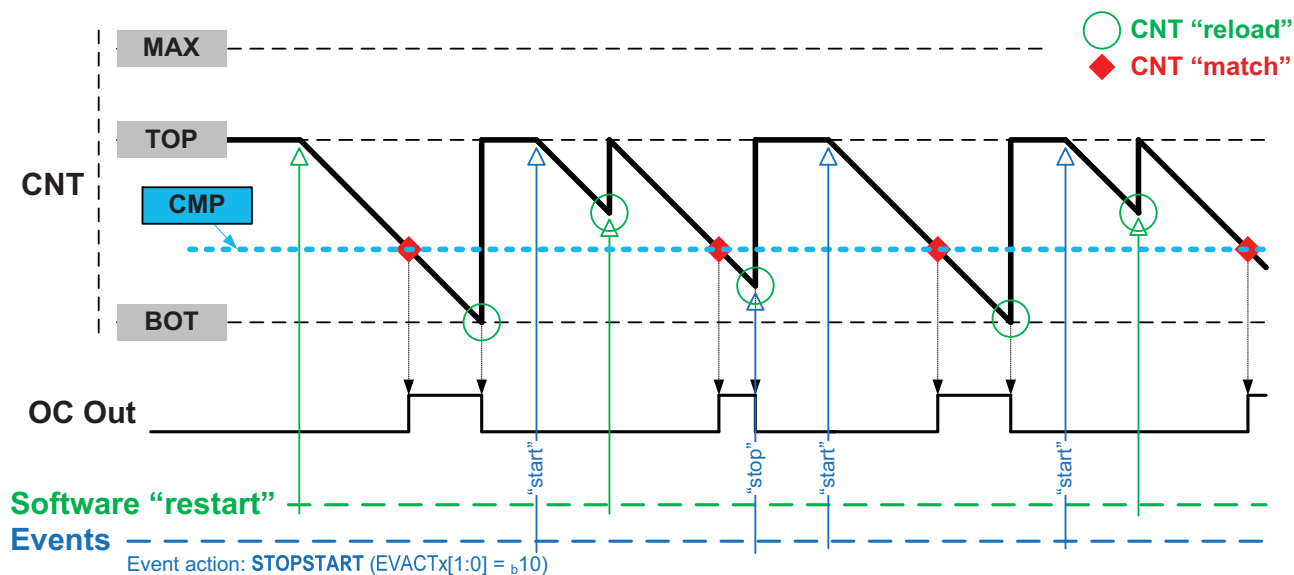 MAX
CNT “reload”
CNT “match”
TOP
CNT
CMP
BOT
OC Out
“start”
“stop”
“start”
“start”
Software “restart”
Events
Event action: STOPSTART (EVACTx[1:0] = b10)